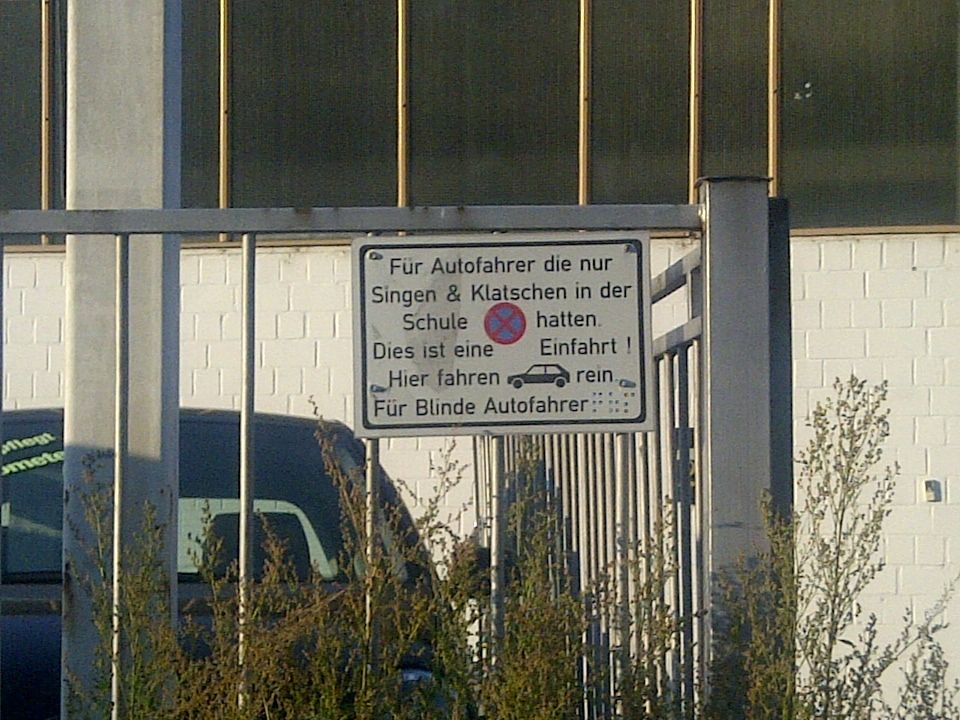 Für Autofahrer die nur
Singen & Klatschen in der
Schule hatten.
Dies ist eine Einfahrt !
Hier fahren rein.
Für Blinde Autofahrer:
pflegt